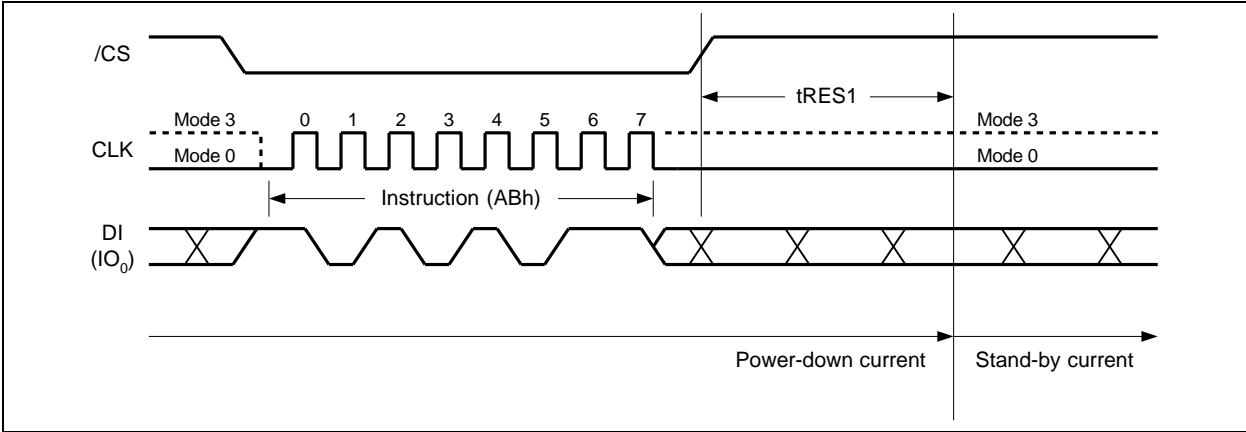 /CS
tRES1
Mode 3 0 1 2 3 4 5 6 7 Mode 3
CLK
Mode 0 Mode 0
Instruction (ABh)
DI
(IO₀)
Power-down current Stand-by current